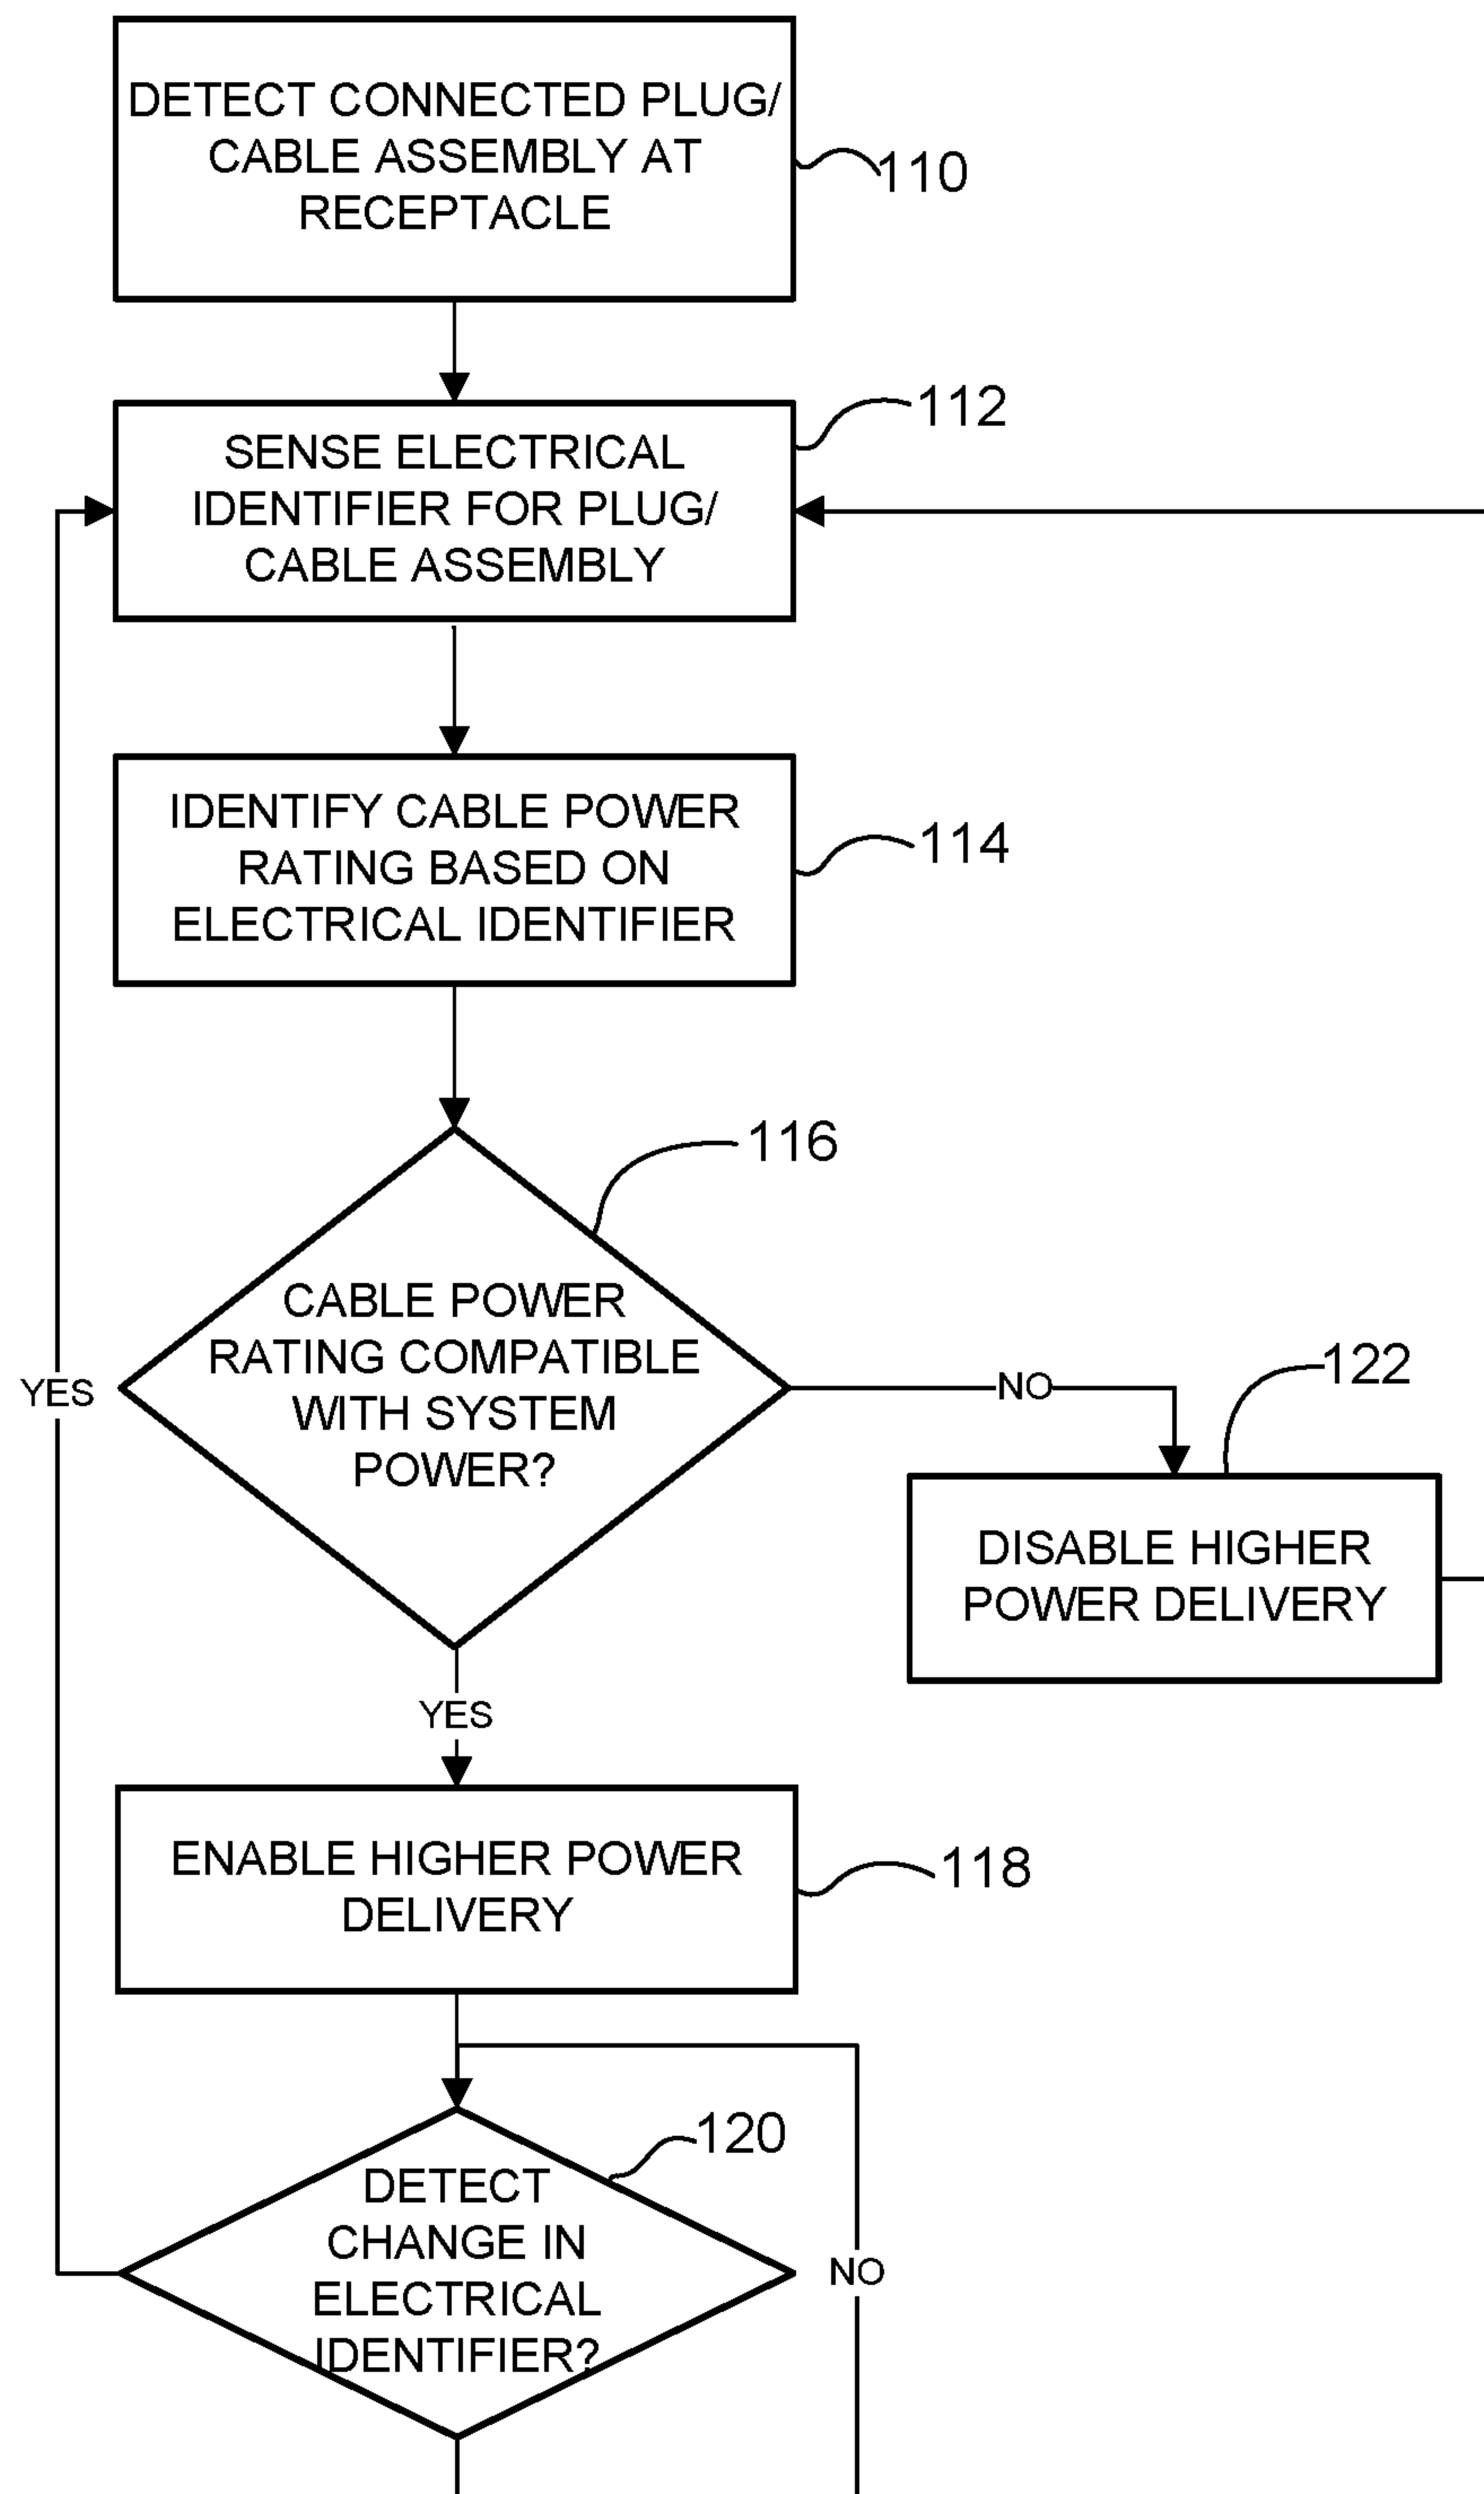 DETECT CONNECTED PLUG/
CABLE ASSEMBLY AT
RECEPTACLE
110
112
SENSE ELECTRICAL
IDENTIFIER FOR PLUG/
CABLE ASSEMBLY
IDENTIFY CABLE POWER
RATING BASED ON
ELECTRICAL IDENTIFIER
114
116
CABLE POWER
RATING COMPATIBLE
WITH SYSTEM
POWER?
YES
NO
122
DISABLE HIGHER
POWER DELIVERY
YES
ENABLE HIGHER POWER
DELIVERY
118
120
DETECT
CHANGE IN
ELECTRICAL
IDENTIFIER?
NO